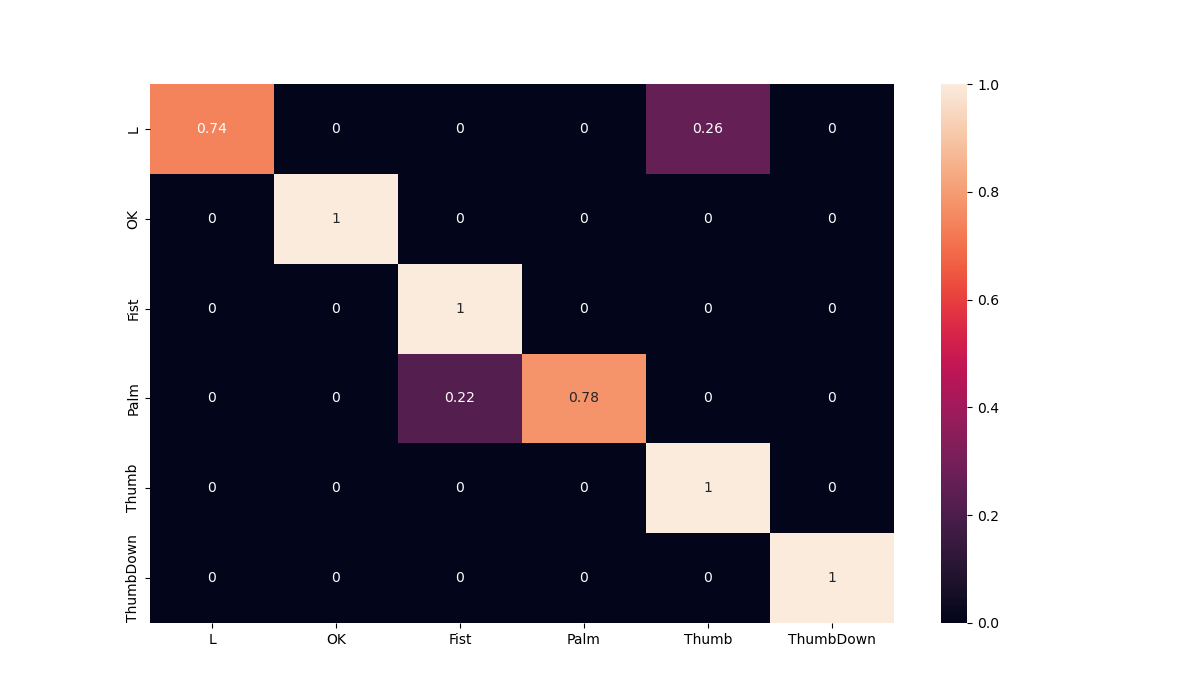 1.0
L 0.74 0 0 0 0.26 0
0.8
OK 0 1 0 0 0 0
0.6
Fist 0 0 1 0 0 0
0.4
Palm 0 0 0.22 0.78 0 0
Thumb 0 0 0 0 1 0
0.2
ThumbDown 0 0 0 0 0 1
0.0
L OK Fist Palm Thumb ThumbDown